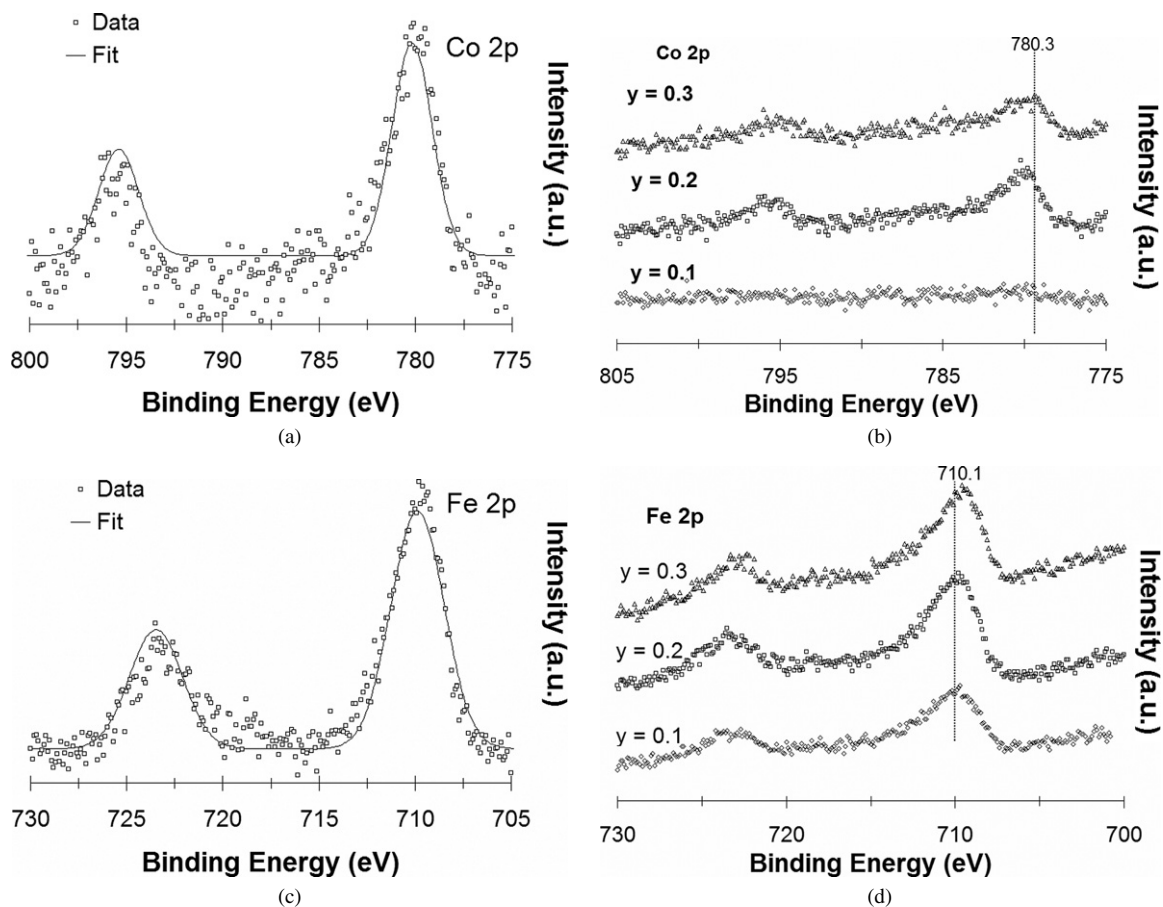 Data
Fit
Co 2p
Intensity (a.u.)
800 795 790 785 780 775
Binding Energy (eV)
(a)
Co 2p
780.3
y = 0.3
y = 0.2
y = 0.1
Intensity (a.u.)
805 795 785 775
Binding Energy (eV)
(b)
Data
Fit
Fe 2p
Intensity (a.u.)
730 725 720 715 710 705
Binding Energy (eV)
(c)
710.1
Fe 2p
y = 0.3
y = 0.2
y = 0.1
Intensity (a.u.)
730 720 710 700
Binding Energy (eV)
(d)